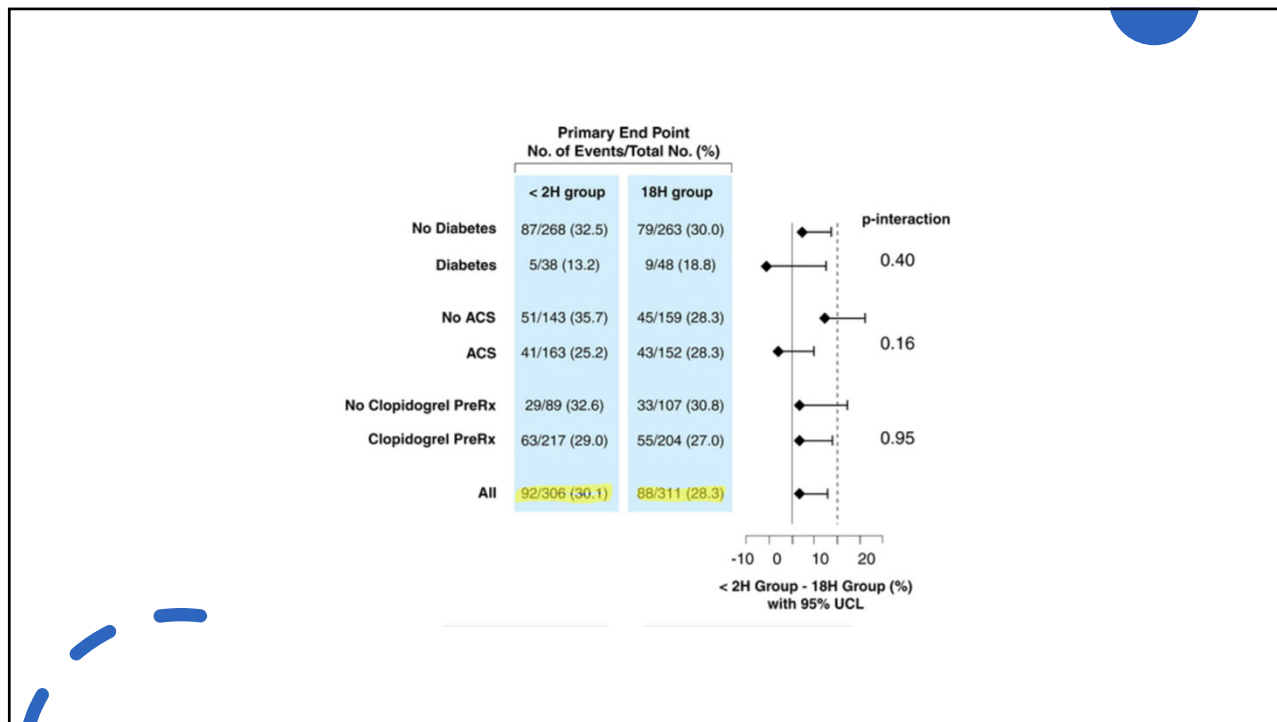 Primary End Point
No. of Events/Total No. (%)
< 2H group 18H group
p-interaction
No Diabetes 87/268 (32.5) 79/263 (30.0)
0.40
Diabetes 5/38 (13.2) 9/48 (18.8)
No ACS 51/143 (35.7) 45/159 (28.3)
0.16
ACS 41/163 (25.2) 43/152 (28.3)
No Clopidogrel PreRx 29/89 (32.6) 33/107 (30.8)
Clopidogrel PreRx 63/217 (29.0) 55/204 (27.0) 0.95
All 92/306 (30.1) 88/311 (28.3)
-10 0 10 20
< 2H Group - 18H Group (%)
with 95% UCL